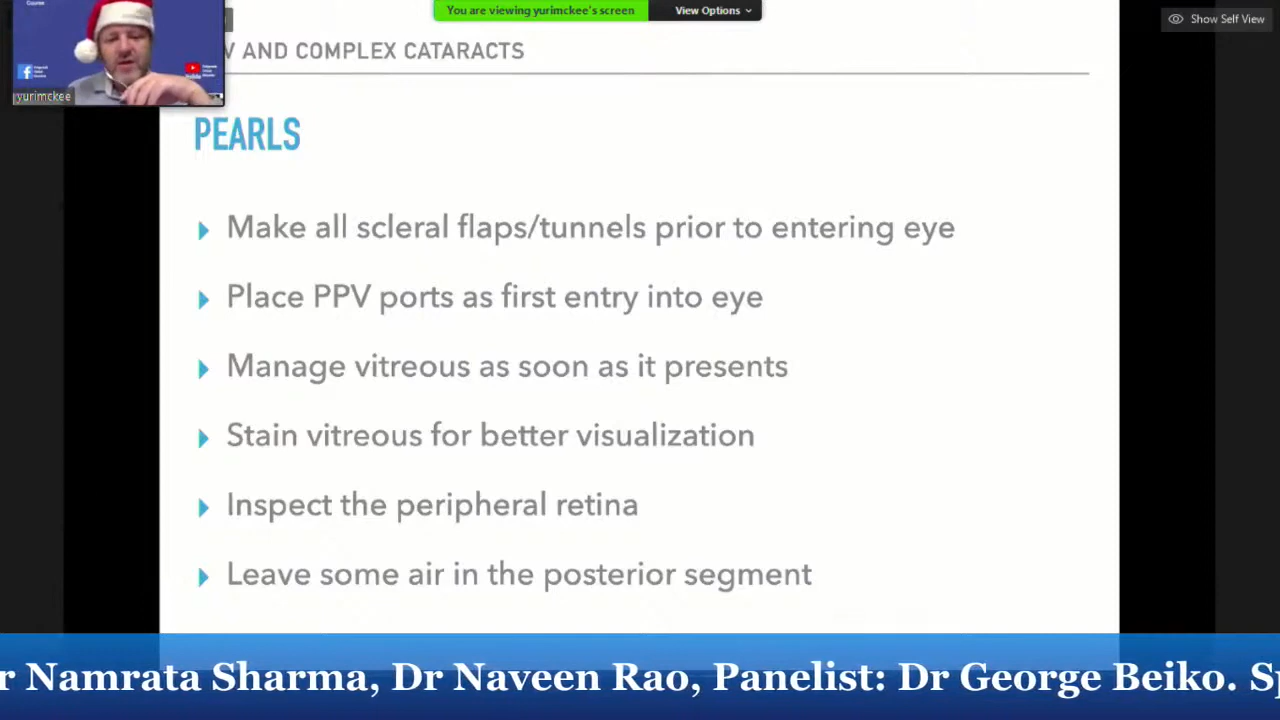 You are viewing yurimckee's screen
View Options
Show Self View
V AND COMPLEX CATARACTS
yurimckee
PEARLS
Make all scleral flaps/tunnels prior to entering eye
Place PPV ports as first entry into eye
Manage vitreous as soon as it presents
Stain vitreous for better visualization
Inspect the peripheral retina
Leave some air in the posterior segment
r Namrata Sharma, Dr Naveen Rao, Panelist: Dr George Beiko. Sp